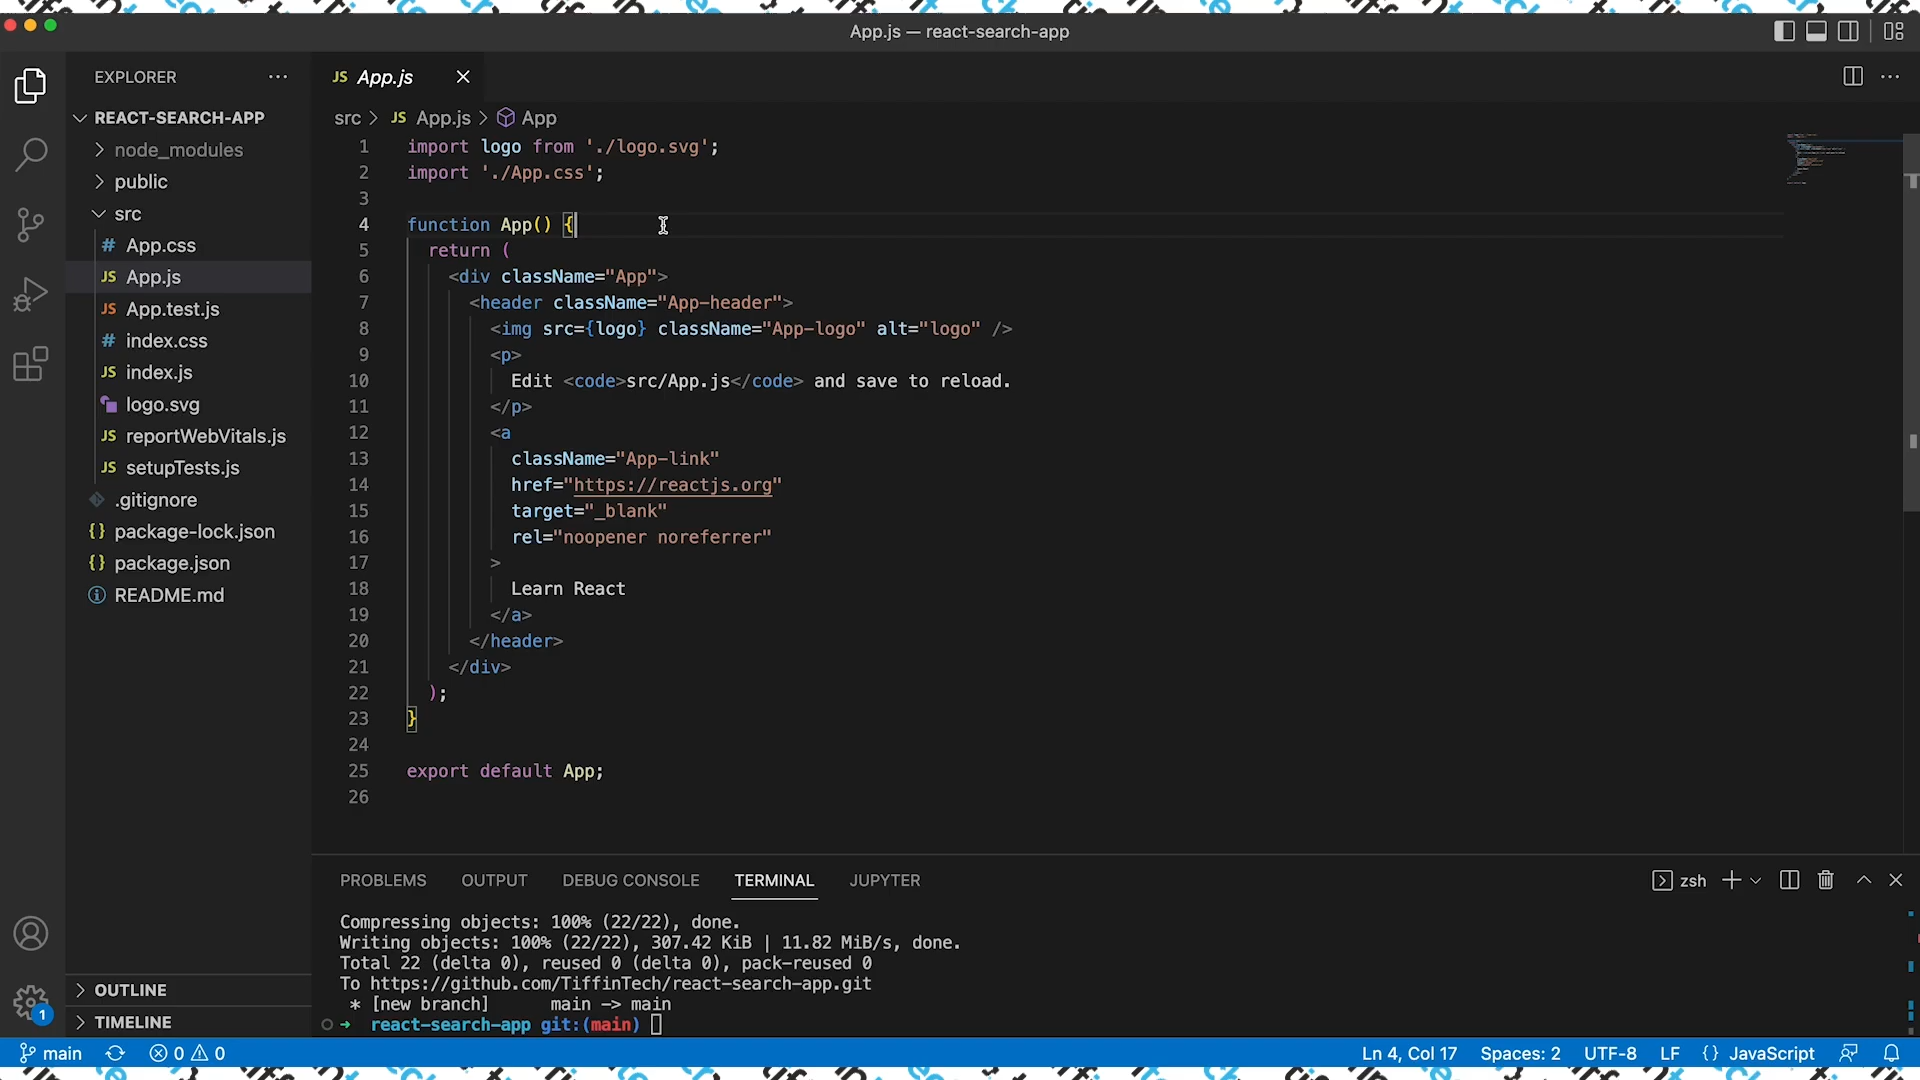 App.js — react-search-app
EXPLORER
JS App.js
REACT-SEARCH-APP
src > JS App.js > App
node_modules
public
src
# App.css
JS App.js
JS App.test.js
# index.css
JS index.js
logo.svg
JS reportWebVitals.js
JS setupTests.js
.gitignore
{} package-lock.json
{} package.json
README.md
OUTLINE
TIMELINE
1 import logo from './logo.svg';
2 import './App.css';
3
4 function App() {
5 return (
6 <div className="App">
7 <header className="App-header">
8 <img src={logo} className="App-logo" alt="logo" />
9 <p>
10 Edit <code>src/App.js</code> and save to reload.
11 </p>
12 <a
13 className="App-link"
14 href="https://reactjs.org"
15 target="_blank"
16 rel="noopener noreferrer"
17 >
18 Learn React
19 </a>
20 </header>
21 </div>
22 );
23 }
24
25 export default App;
26
PROBLEMS OUTPUT DEBUG CONSOLE TERMINAL JUPYTER zsh
Compressing objects: 100% (22/22), done.
Writing objects: 100% (22/22), 307.42 KiB | 11.82 MiB/s, done.
Total 22 (delta 0), reused 0 (delta 0), pack-reused 0
To https://github.com/TiffinTech/react-search-app.git
* [new branch] main -> main
→ react-search-app git:(main)
1
main 0 0 Ln 4, Col 17 Spaces: 2 UTF-8 LF {} JavaScript